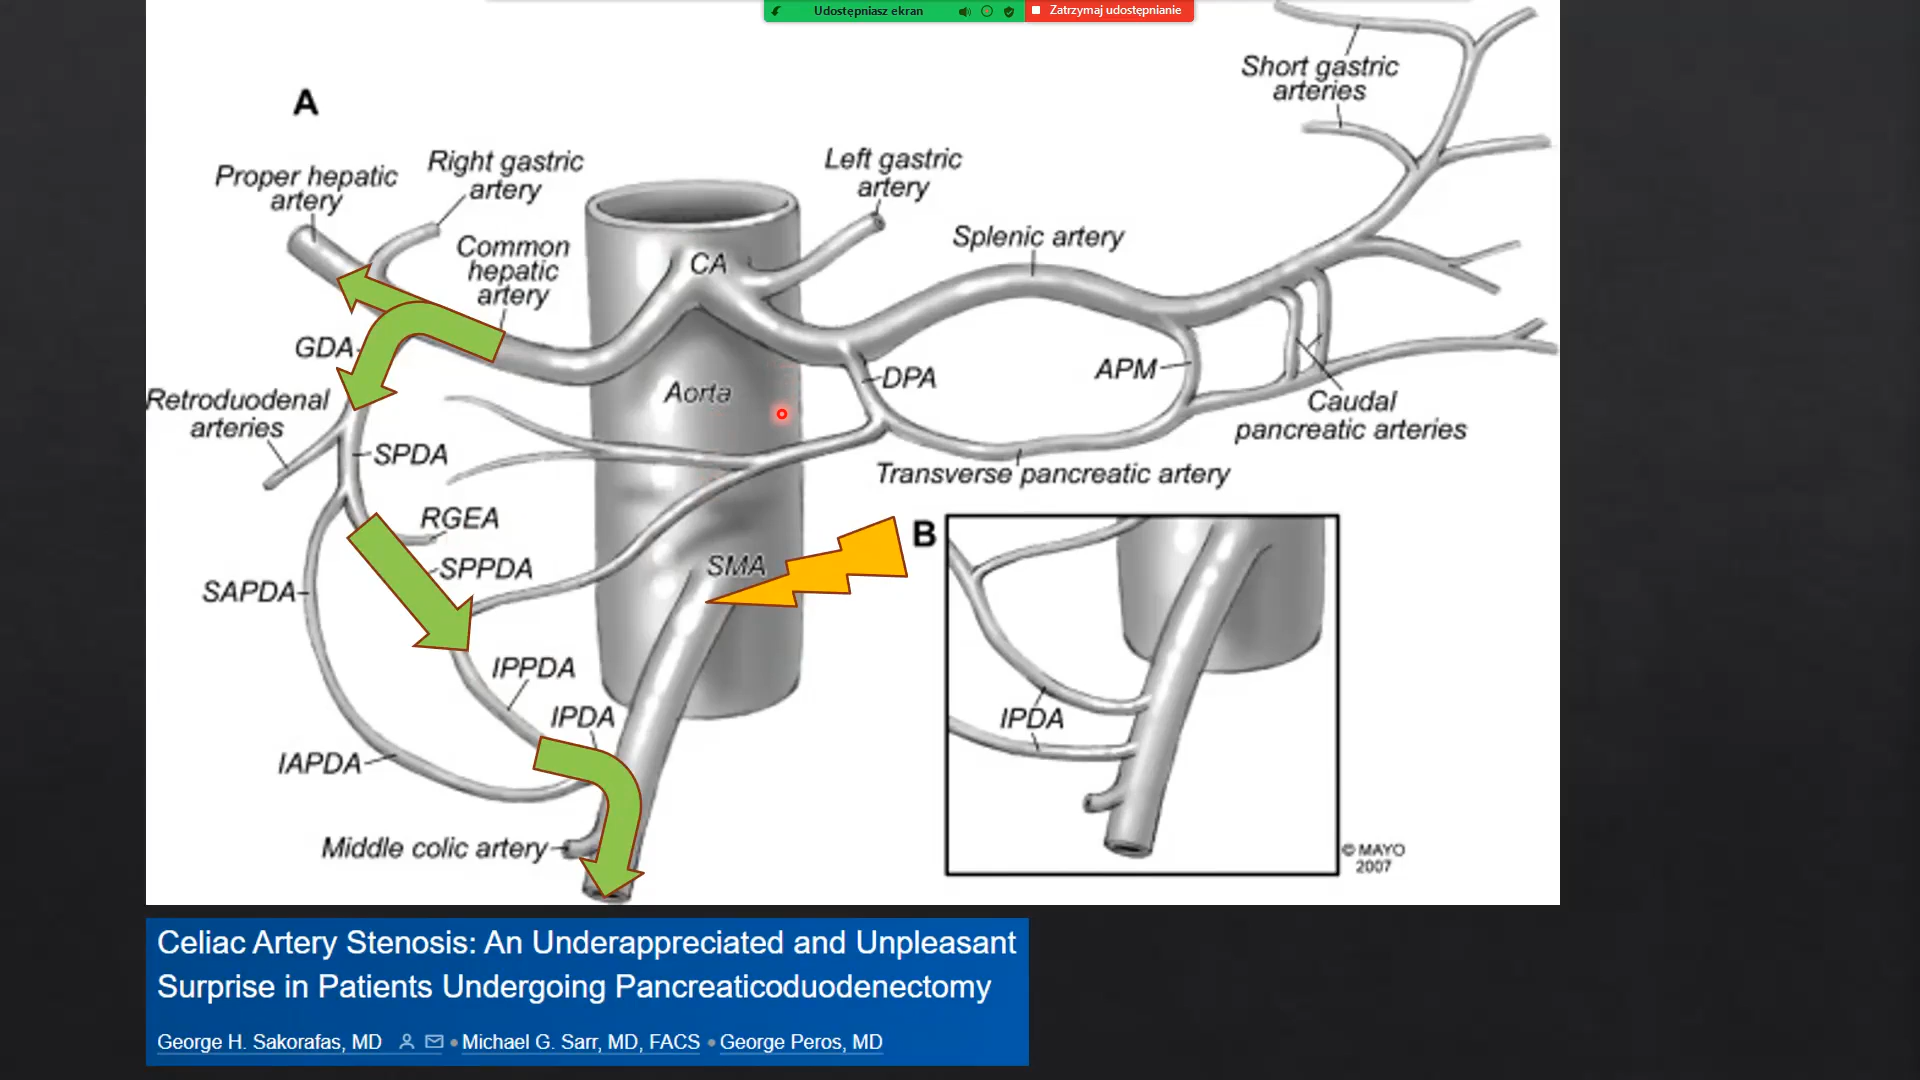 Udostępniasz ekran
Zatrzymaj udostępnianie
A
Short gastric
arteries
Proper hepatic
artery
Right gastric
artery
Left gastric
artery
Common
hepatic
artery
CA
Splenic artery
GDA
Aorta
DPA
APM
Retroduodenal
arteries
Caudal
pancreatic arteries
SPDA
Transverse pancreatic artery
RGEA
B
SPPDA
SMA
SAPDA
IPPDA
IPDA
IPDA
IAPDA
Middle colic artery
© MAYO
2007
Celiac Artery Stenosis: An Underappreciated and Unpleasant
Surprise in Patients Undergoing Pancreaticoduodenectomy
George H. Sakorafas, MD • Michael G. Sarr, MD, FACS • George Peros, MD